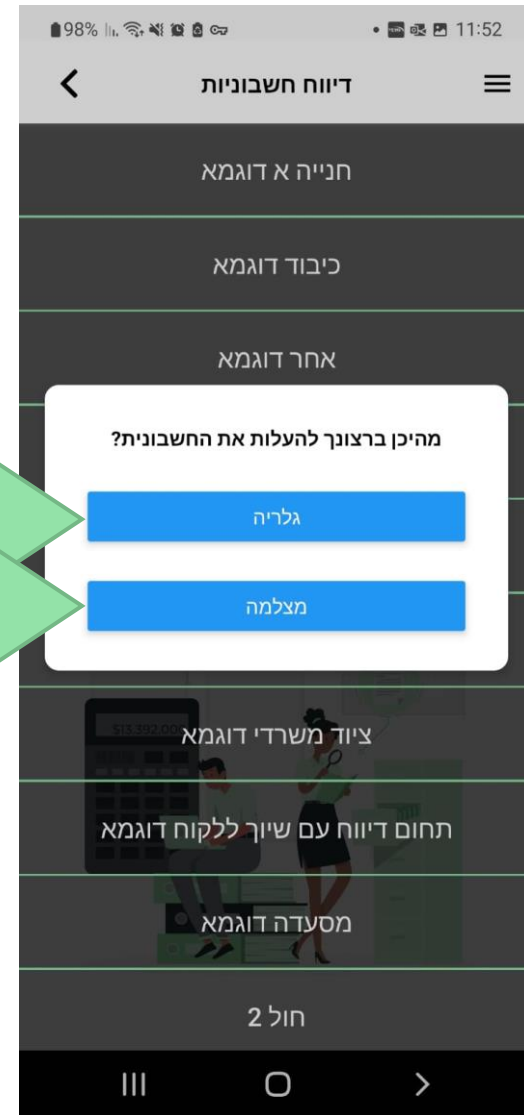 98% 11:52
דיווח חשבוניות
חנייה א דוגמא
כיבוד דוגמא
אחר דוגמא
מהיכן ברצונך להעלות את החשבונית?
גלריה
מצלמה
ציוד משרדי דוגמא
תחום דיווח עם שיוך ללקוח דוגמא
מסעדה דוגמא
חול 2